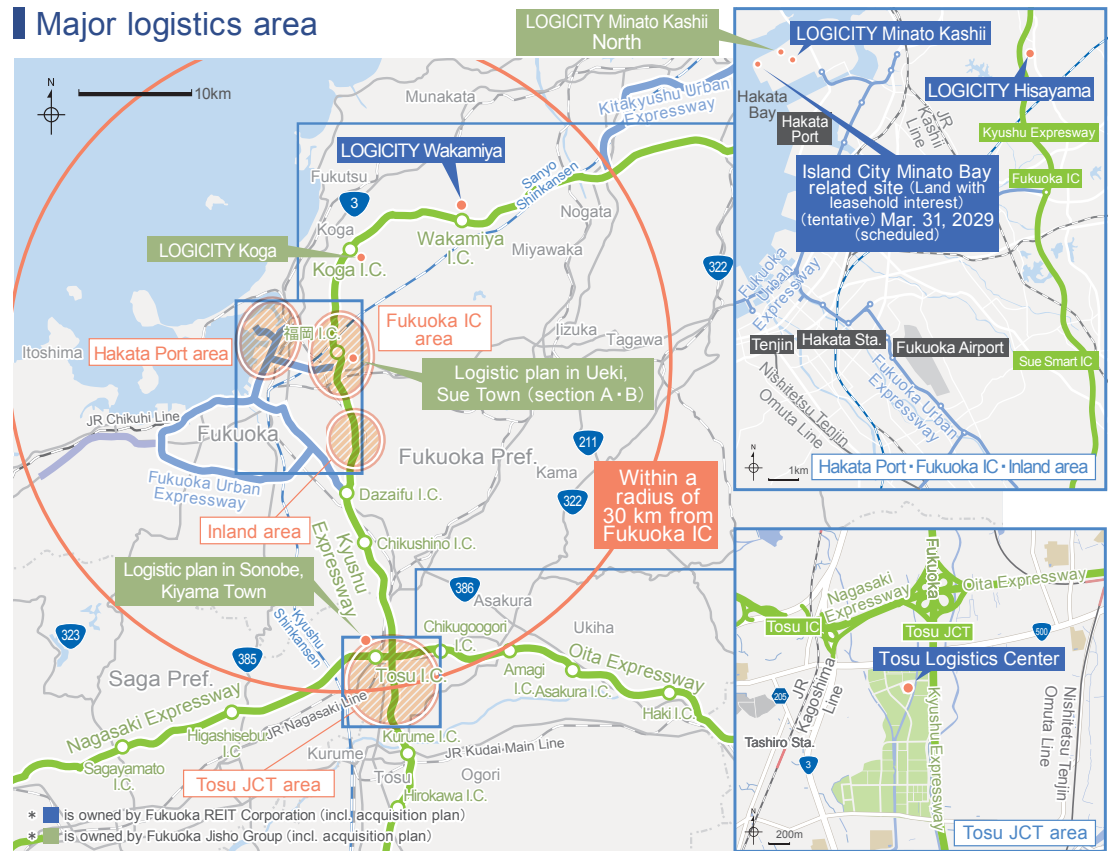 Major logistics area
N
10km
Munakata
Kitakyushu Urban
Expressway
LOGICITY Wakamiya
Sanyo
Shinkansen
Fukutsu
3
Koga
Nogata
Wakamiya
I.C.
Miyawaka
LOGICITY Koga
Koga I.C.
322
Itoshima
Hakata Port area
福岡 I.C.
Fukuoka IC
area
Iizuka
Tagawa
Logistic plan in Ueki,
Sue Town (section A・B)
JR Chikuhi Line
Fukuoka
211
Fukuoka Pref.
Kama
322
Fukuoka Urban
Expressway
Dazaifu I.C.
Within a
radius of
30 km from
Fukuoka IC
Inland area
Kyushu
Expressway
Chikushino I.C.
Logistic plan in Sonobe,
Kiyama Town
386
Asakura
Kyushu
Shinkansen
323
Chikugoogori
I.C.
Ukiha
385
Saga Pref.
Tosu I.C.
Amagi
I.C.
Oita Expressway
Asakura I.C.
Haki I.C.
Nagasaki Expressway
JR Nagasaki Line
Higashisebu
I.C
Kurume I.C.
Kurume
JR Kudai Main Line
Sagayamato
I.C.
Tosu
Ogori
Tosu JCT area
Hirokawa I.C.
* is owned by Fukuoka REIT Corporation (incl. acquisition plan)
* is owned by Fukuoka Jisho Group (incl. acquisition plan)
LOGICITY Minato Kashii
North
LOGICITY Minato Kashii
LOGICITY Hisayama
Hakata
Bay
Hakata
Port
JR
Kashii
Line
Kyushu Expresway
Island City Minato Bay
related site (Land with
leasehold interest)
(tentative) Mar. 31, 2029
(scheduled)
Fukuoka IC
Fukuoka
Urban
Expressway
Tenjin
Hakata Sta.
Fukuoka Airport
Sue Smart IC
Nishitetsu Tenjin
Omuta Line
Fukuoka Urban
Expressway
N
1km
Hakata Port・Fukuoka IC・Inland area
Fukuoka
Nagasaki
Expressway
Oita Expressway
Tosu IC
Tosu JCT
500
Tosu Logistics Center
205
JR
Kagoshima
Line
Tashiro Sta.
3
Kyushu Expressway
Nishitetsu Tenjin
Omuta Line
N
200m
Tosu JCT area